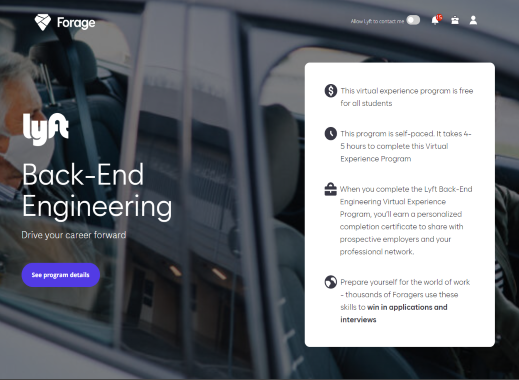 Forage
Allow Lyft to contact me
15
lyft
Back-End
Engineering
Drive your career forward
See program details
This virtual experience program is free
for all students
This program is self-paced. It takes 4-
5 hours to complete this Virtual
Experience Program
When you complete the Lyft Back-End
Engineering Virtual Experience
Program, you'll earn a personalized
completion certificate to share with
prospective employers and your
professional network.
Prepare yourself for the world of work
- thousands of Foragers use these
skills to win in applications and
interviews